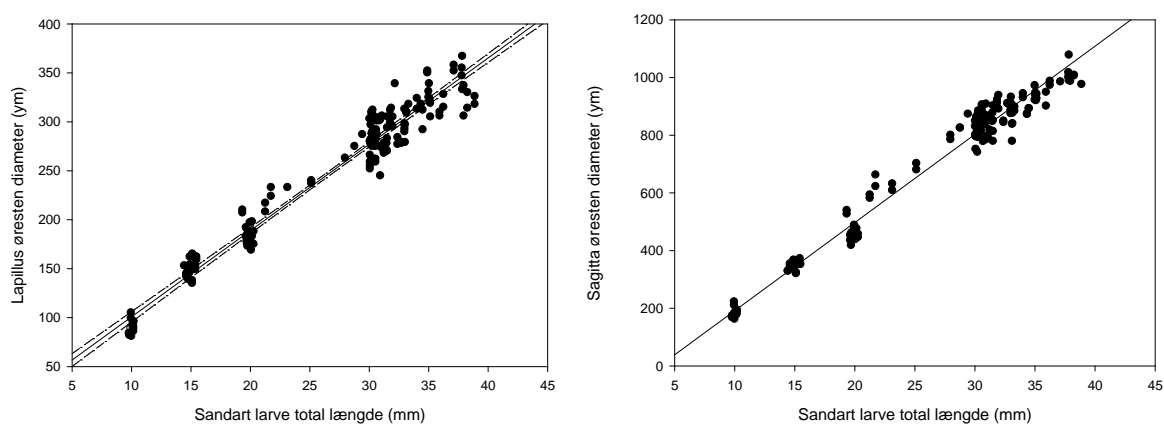 400
350
300
250
200
150
100
50
5 10 15 20 25 30 35 40 45
Lapillus øresten diameter (ym)
Sandart larve total længde (mm)
1200
1000
800
600
400
200
0
5 10 15 20 25 30 35 40 45
Sagitta øresten diameter (ym)
Sandart larve total længde (mm)